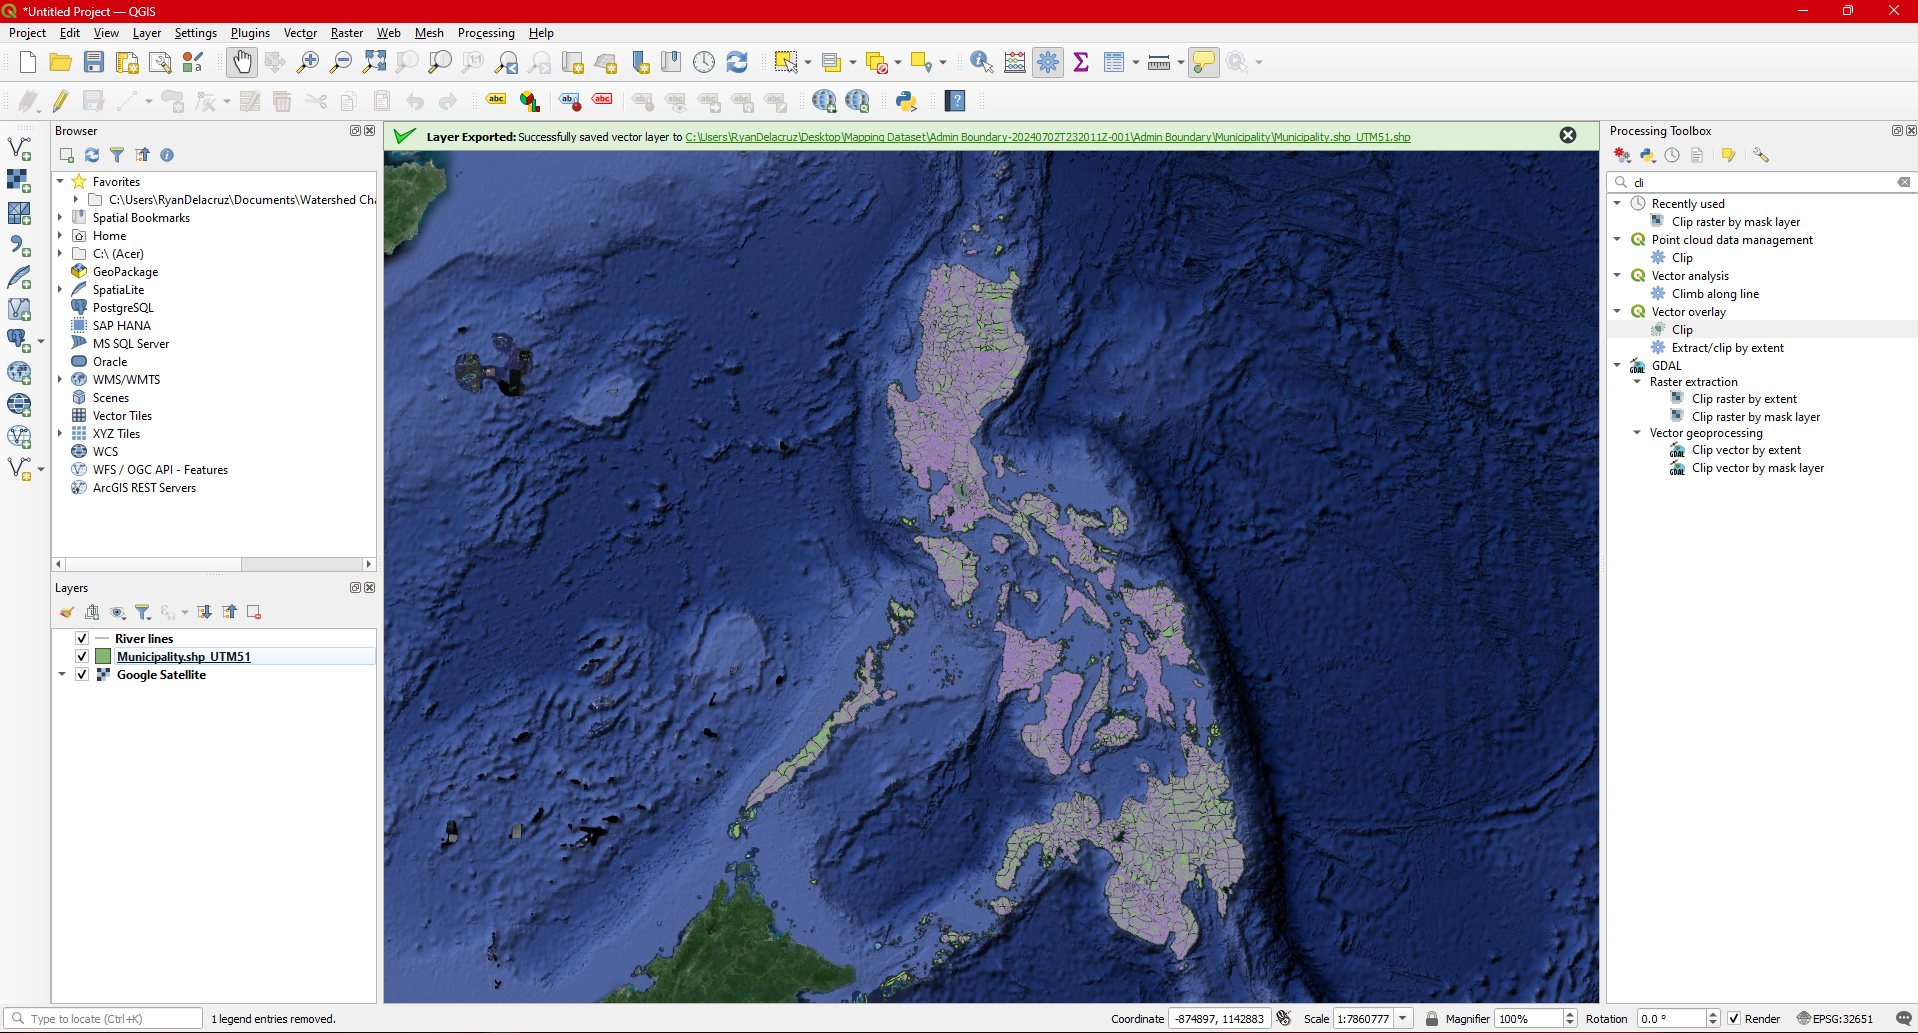 *Untitled Project — QGIS
Project Edit View Layer Settings Plugins Vector Raster Web Mesh Processing Help
Browser
Favorites
C:\Users\RyanDelacruz\Documents\Watershed Cha
Spatial Bookmarks
Home
C:\ (Acer)
GeoPackage
SpatiaLite
PostgreSQL
SAP HANA
MS SQL Server
Oracle
WMS/WMTS
Scenes
Vector Tiles
XYZ Tiles
WCS
WFS / OGC API - Features
ArcGIS REST Servers
Layers
River lines
Municipality.shp_UTM51
Google Satellite
Layer Exported: Successfully saved vector layer to C:\Users\RyanDelacruz\Desktop\Mapping Dataset\Admin Boundary-20240702T232011Z-001\Admin Boundary\Municipality\Municipality.shp_UTM51.shp
Processing Toolbox
cli
Recently used
Clip raster by mask layer
Point cloud data management
Clip
Vector analysis
Climb along line
Vector overlay
Clip
Extract/clip by extent
GDAL
Raster extraction
Clip raster by extent
Clip raster by mask layer
Vector geoprocessing
Clip vector by extent
Clip vector by mask layer
Type to locate (Ctrl+K) 1 legend entries removed. Coordinate -874897, 1142883 Scale 1:7860777 Magnifier 100% Rotation 0.0 ° Render EPSG:32651